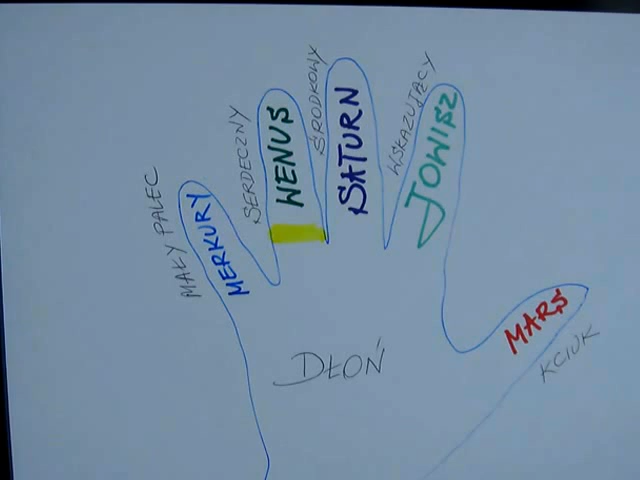 MAŁY PALEC
MERKURY
SERDECZNY
WENUS
ŚRODKOWY
SATURN
WSKAZUJĄCY
JOWISZ
MARS
KCIUK
DŁOŃ